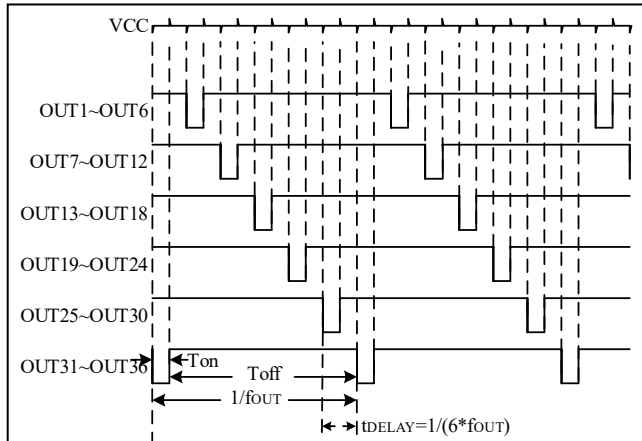 VCC
OUT1~OUT6
OUT7~OUT12
OUT13~OUT18
OUT19~OUT24
OUT25~OUT30
OUT31~OUT36
Ton
Toff
1/fOUT
tDELAY=1/(6*fOUT)